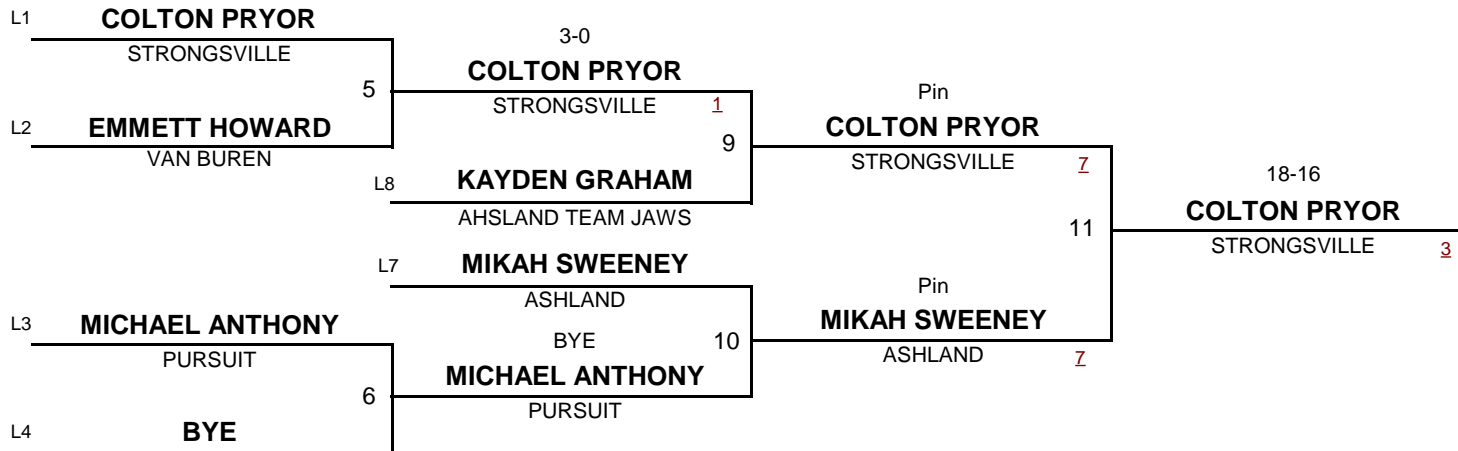 L1 COLTON PRYOR
STRONGSVILLE
5
L2 EMMETT HOWARD
VAN BUREN
3-0
COLTON PRYOR
STRONGSVILLE 1
9
L8 KAYDEN GRAHAM
AHSLAND TEAM JAWS
L7 MIKAH SWEENEY
ASHLAND
L3 MICHAEL ANTHONY
PURSUIT
6
L4 BYE
BYE
10
MICHAEL ANTHONY
PURSUIT
Pin
COLTON PRYOR
STRONGSVILLE 7
11
Pin
MIKAH SWEENEY
ASHLAND 7
18-16
COLTON PRYOR
STRONGSVILLE 3